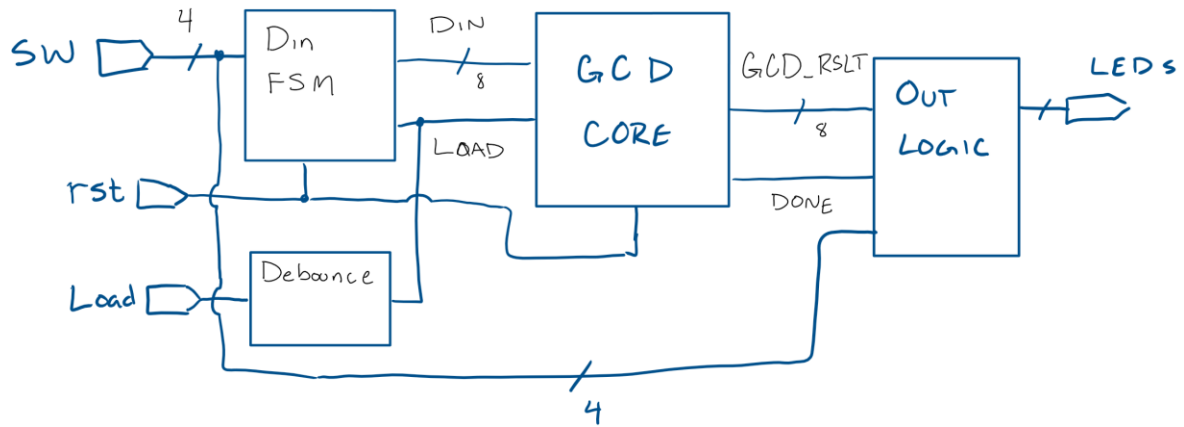 SW
4
Din
FSM
DIN
8
GCD
CORE
LOAD
GCD_RSLT
8
DONE
OUT
LOGIC
LEDs
rst
Load
Debounce
4